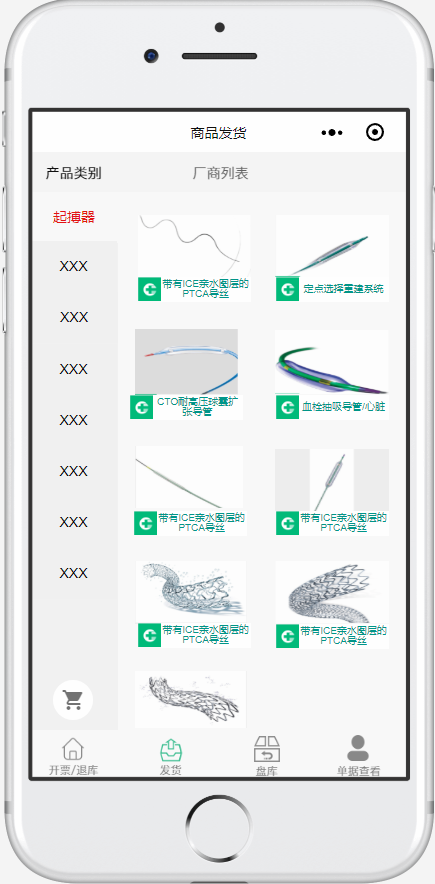 商品发货
产品类别
厂商列表
起搏器
XXX
XXX
XXX
XXX
XXX
XXX
XXX
带有ICE亲水图层的
PTCA导丝
定点选择重建系统
CTO耐高压球囊扩
张导管
血栓抽吸导管/心脏
带有ICE亲水图层的
PTCA导丝
带有ICE亲水图层的
PTCA导丝
带有ICE亲水图层的
PTCA导丝
带有ICE亲水图层的
PTCA导丝
开票/退库
发货
盘库
单据查看